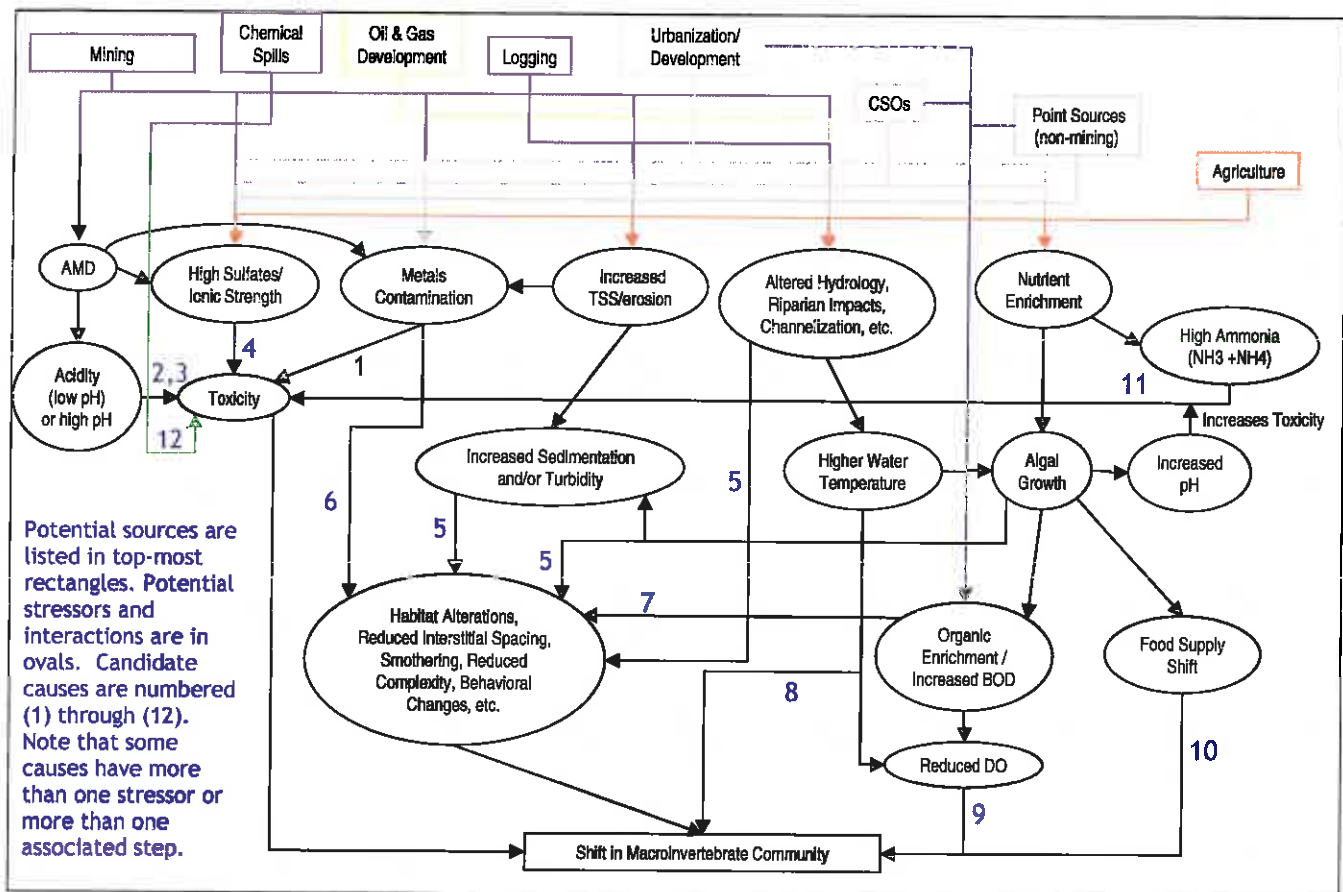 Mining
Chemical
Spills
Oil & Gas
Development
Logging
Urbanization/
Development
CSOs
Point Sources
(non-mining)
Agriculture
AMD
High Sulfates/
Ionic Strength
Metals
Contamination
Increased
TSS/erosion
Altered Hydrology,
Riparian Impacts,
Channelization, etc.
Nutrient
Enrichment
High Ammonia
(NH3 +NH4)
Acidity
(low pH)
or high pH
2,3
4
1
Toxicity
12
11
Increases Toxicity
Increased Sedimentation
and/or Turbidity
Higher Water
Temperature
Algal
Growth
Increased
pH
6
5
5
5
Potential sources are
listed in top-most
rectangles. Potential
stressors and
interactions are in
ovals. Candidate
causes are numbered
(1) through (12).
Note that some
causes have more
than one stressor or
more than one
associated step.
Habitat Alterations,
Reduced Interstitial Spacing,
Smothering, Reduced
Complexity, Behavioral
Changes, etc.
7
8
Organic
Enrichment /
Increased BOD
Food Supply
Shift
Reduced DO
9
10
Shift in Macroinvertebrate Community